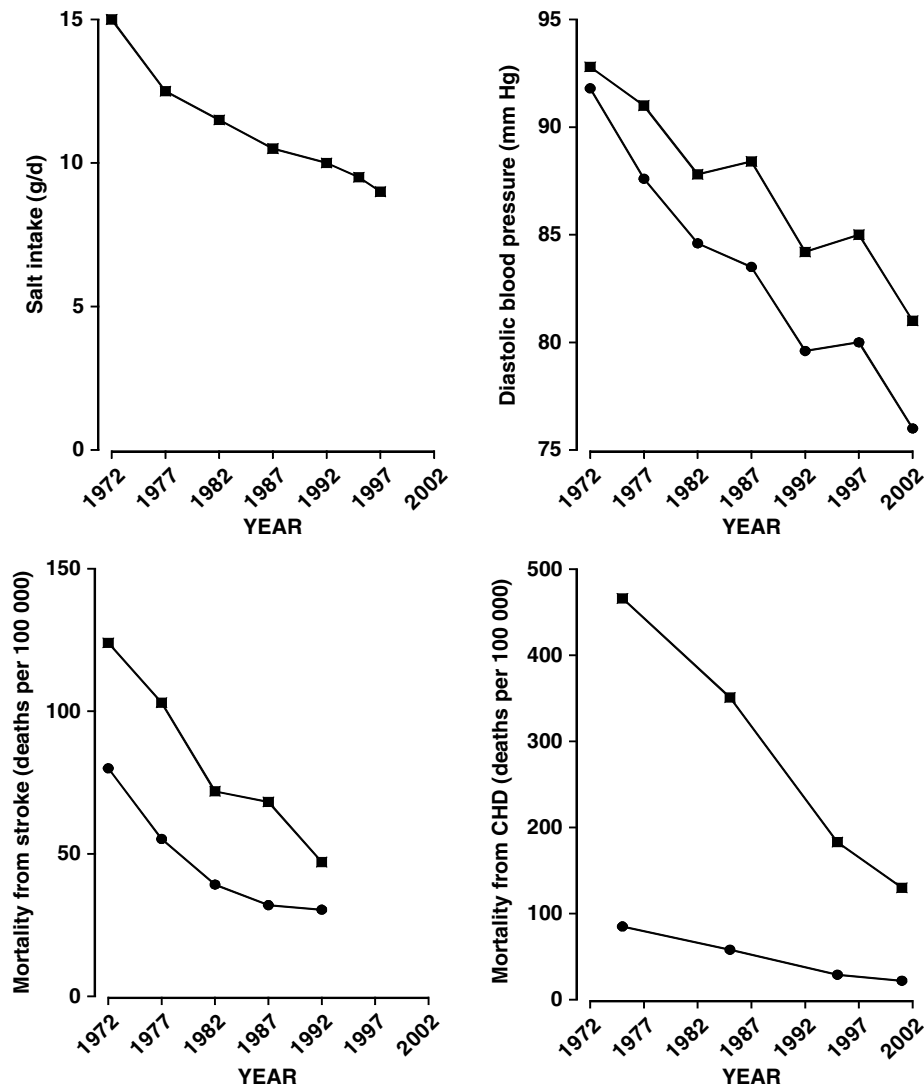 Salt intake (g/d)
15
10
5
0
1972 1977 1982 1987 1992 1997 2002
YEAR
Diastolic blood pressure (mm Hg)
95
90
85
80
75
1972 1977 1982 1987 1992 1997 2002
YEAR
Mortality from stroke (deaths per 100 000)
150
100
50
0
1972 1977 1982 1987 1992 1997 2002
YEAR
Mortality from CHD (deaths per 100 000)
500
400
300
200
100
0
1972 1977 1982 1987 1992 1997 2002
YEAR